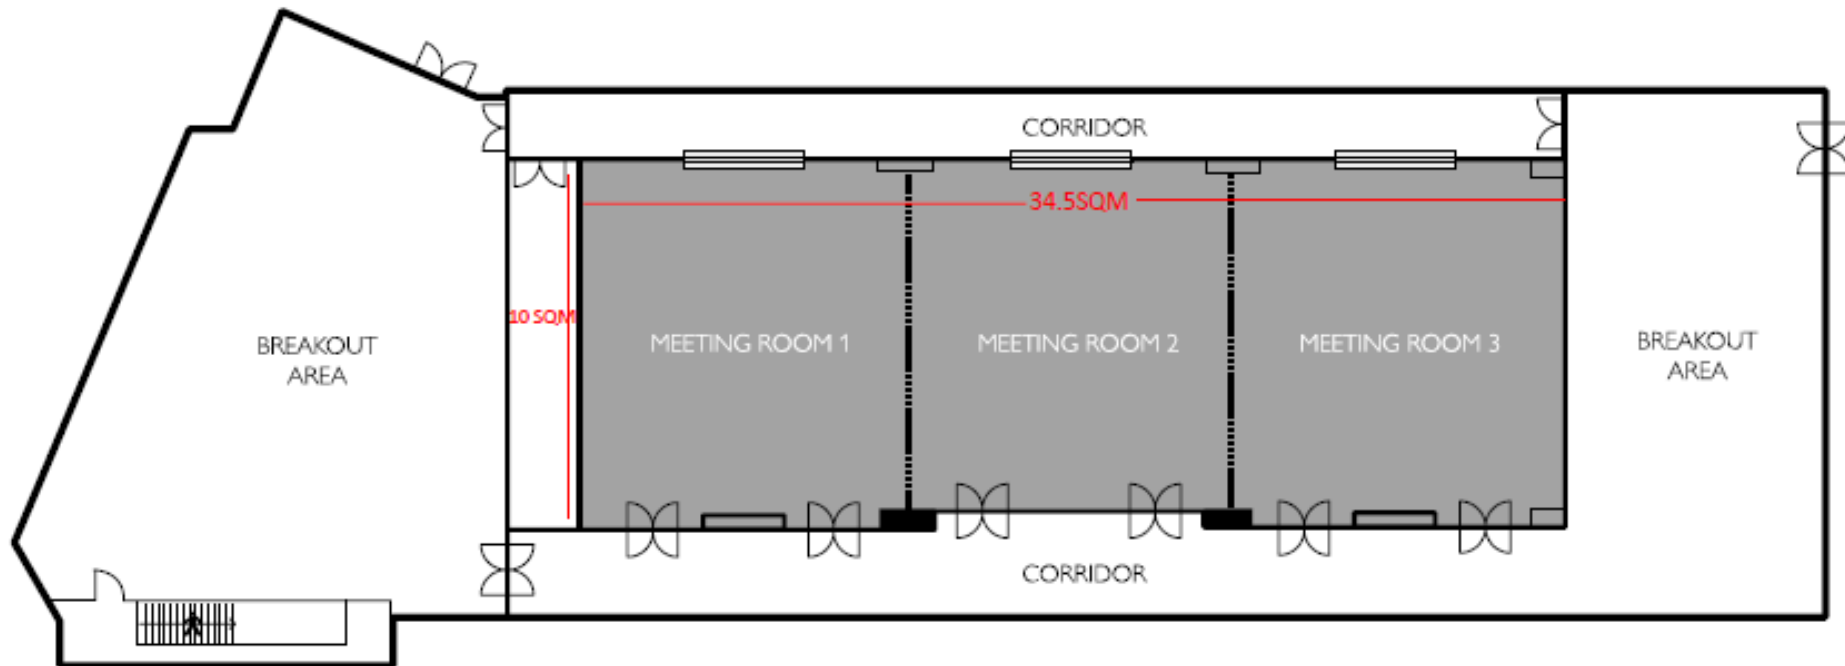 CORRIDOR
34.5SQM
10 SQM
BREAKOUT
AREA
MEETING ROOM 1
MEETING ROOM 2
MEETING ROOM 3
BREAKOUT
AREA
CORRIDOR